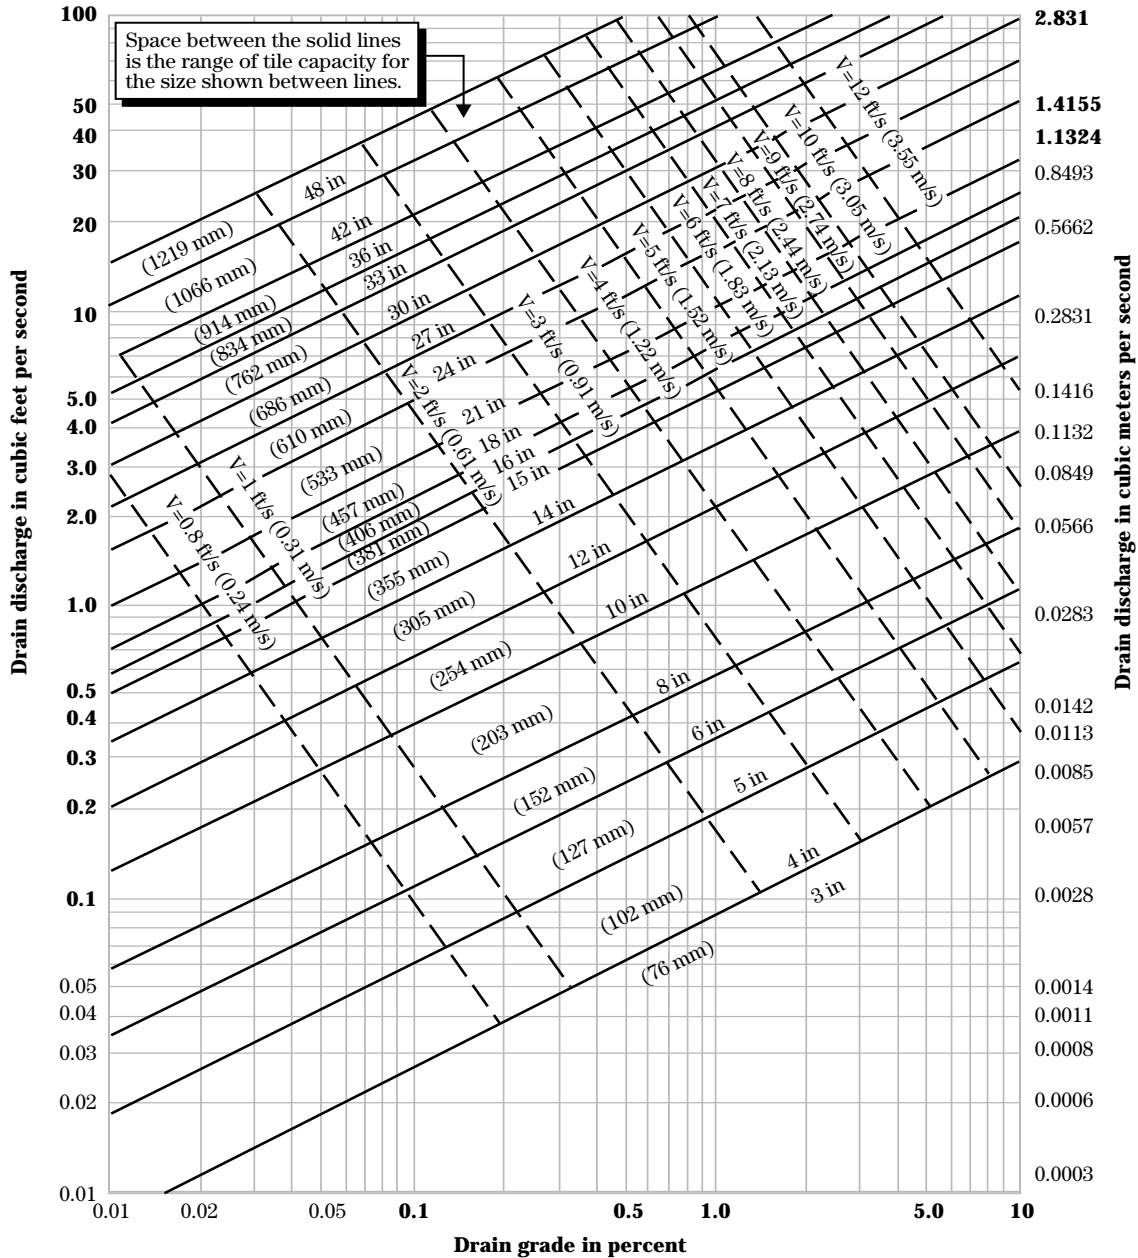 Space between the solid lines
is the range of tile capacity for
the size shown between lines.
Drain discharge in cubic feet per second
100
50
40
30
20
10
5.0
4.0
3.0
2.0
1.0
0.5
0.4
0.3
0.2
0.1
0.05
0.04
0.03
0.02
0.01
48 in
42 in
36 in
33 in
30 in
27 in
24 in
21 in
18 in
16 in
15 in
14 in
12 in
10 in
8 in
6 in
5 in
4 in
3 in
(1219 mm)
(1066 mm)
(914 mm)
(834 mm)
(762 mm)
(686 mm)
(610 mm)
(533 mm)
(457 mm)
(406 mm)
(381 mm)
(355 mm)
(305 mm)
(254 mm)
(203 mm)
(152 mm)
(127 mm)
(102 mm)
(76 mm)
V=0.8 ft/s (0.24 m/s)
V=1 ft/s (0.31 m/s)
V=2 ft/s (0.61 m/s)
V=3 ft/s (0.91 m/s)
V=4 ft/s (1.22 m/s)
V=5 ft/s (1.52 m/s)
V=6 ft/s (1.83 m/s)
V=7 ft/s (2.13 m/s)
V=8 ft/s (2.44 m/s)
V=9 ft/s (2.74 m/s)
V=10 ft/s (3.05 m/s)
V=12 ft/s (3.55 m/s)
2.831
1.4155
1.1324
0.8493
0.5662
0.2831
0.1416
0.1132
0.0849
0.0566
0.0283
0.0142
0.0113
0.0085
0.0057
0.0028
0.0014
0.0011
0.0008
0.0006
0.0003
Drain discharge in cubic meters per second
0.01
0.02
0.05
0.1
0.5
1.0
5.0
10
Drain grade in percent